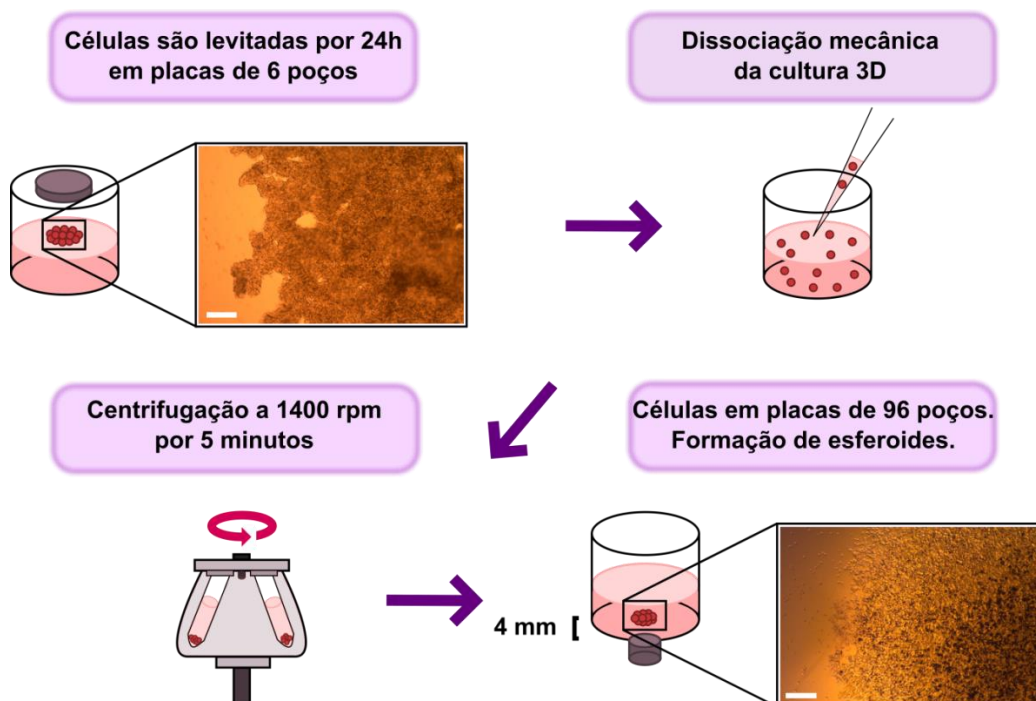 Células são levitadas por 24h
em placas de 6 poços
Dissociação mecânica
da cultura 3D
Centrifugação a 1400 rpm
por 5 minutos
Células em placas de 96 poços.
Formação de esferoides.
4 mm